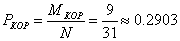 P_КОР = M_КОР / N = 9 / 31 ≈ 0.2903